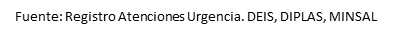 Fuente: Registro Atenciones Urgencia. DEIS, DIPLAS, MINSAL